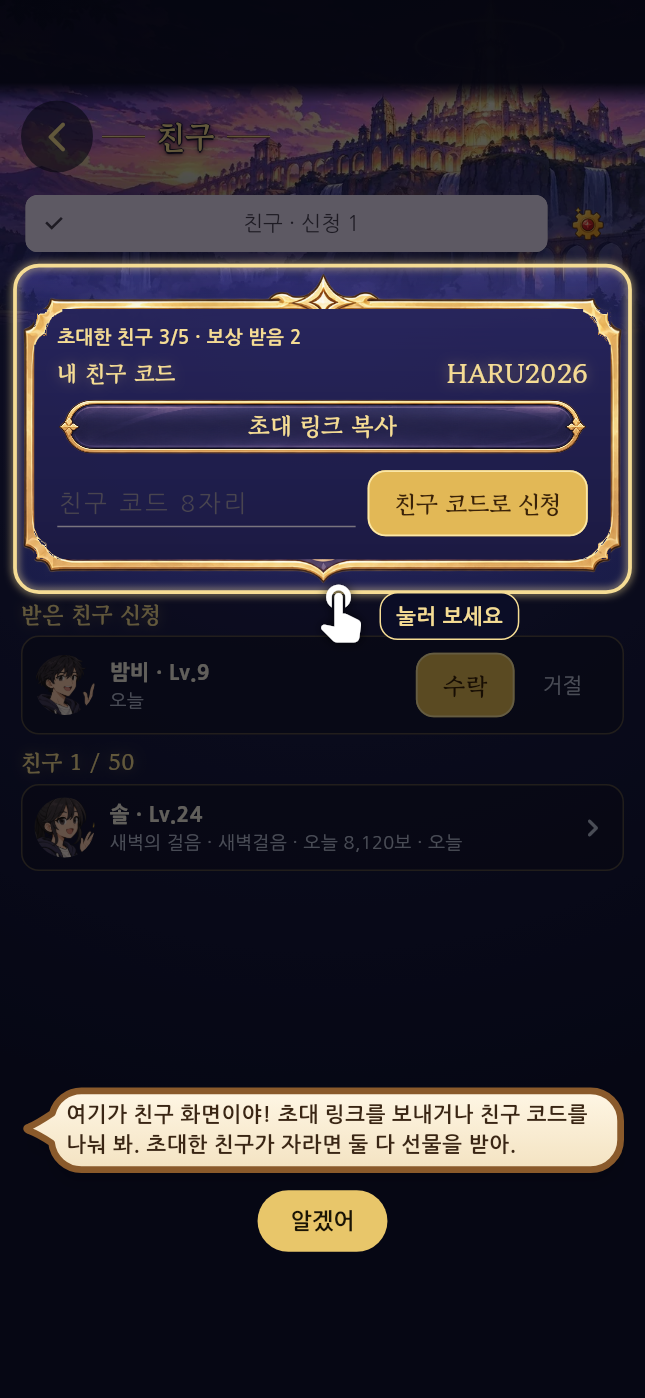 친구
친구 · 신청 1
초대한 친구 3/5 · 보상 받음 2
내 친구 코드 HARU2026
초대 링크 복사
친구 코드 8자리 친구 코드로 신청
받은 친구 신청 눌러 보세요
밤비 · Lv.9
오늘
수락 거절
친구 1 / 50
솔 · Lv.24
새벽의 걸음 · 새벽걸음 · 오늘 8,120보 · 오늘
여기가 친구 화면이야! 초대 링크를 보내거나 친구 코드를
나눠 봐. 초대한 친구가 자라면 둘 다 선물을 받아.
알겠어